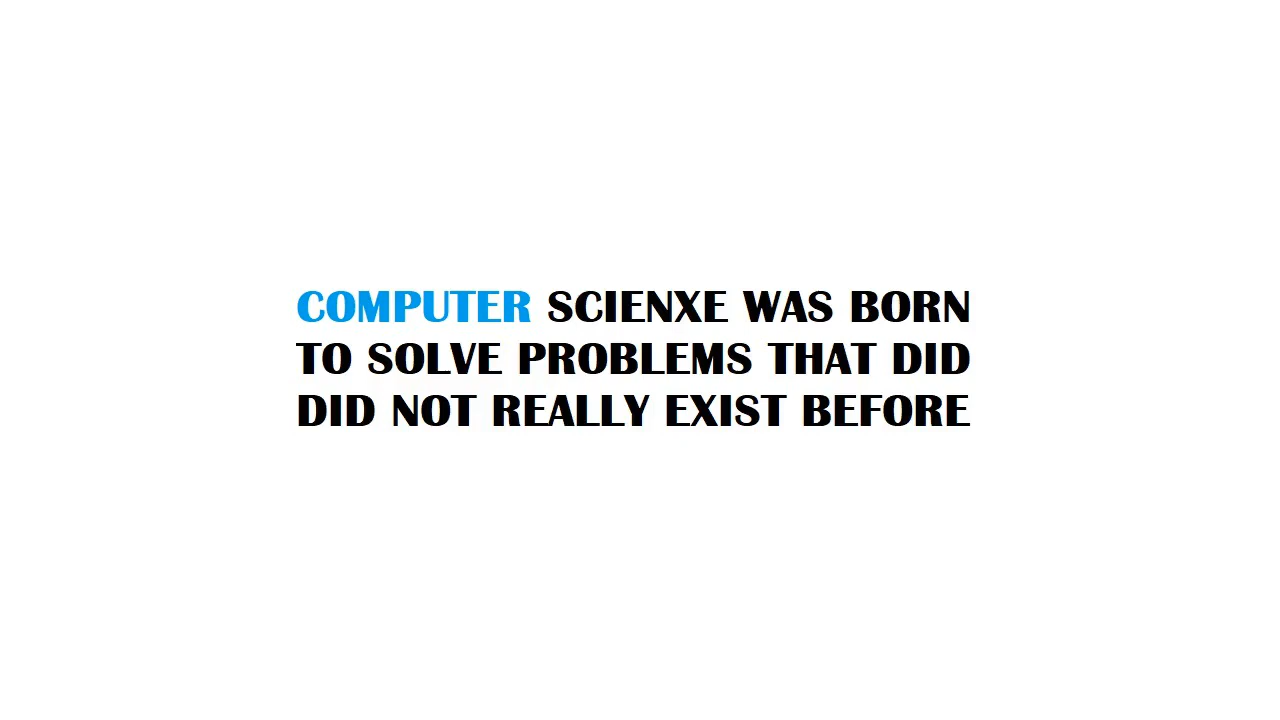 COMPUTER SCIENXE WAS BORN
TO SOLVE PROBLEMS THAT DID
DID NOT REALLY EXIST BEFORE